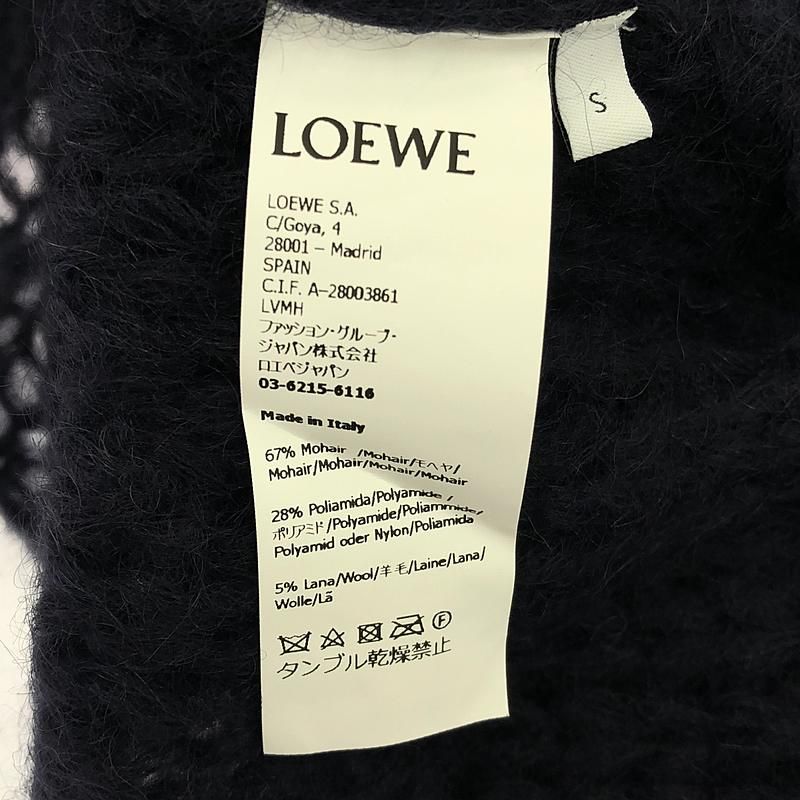 LOEWE
S
LOEWE S.A.
C/Goya, 4
28001 – Madrid
SPAIN
C.I.F. A-28003861
LVMH
ファッション・グループ・
ジャパン株式会社
ロエベジャパン
03-6215-6116
Made in Italy
67% Mohair /Mohair/モヘヤ/
Mohair/Mohair/Mohair/Mohair
28% Poliamida/Polyamide /
ポリアミド/Polyamide/Poliammide/
Polyamid oder Nylon/Poliamida
5% Lana/Wool/羊毛/Laine/Lana/
Wolle/Lã
F
タンブル乾燥禁止